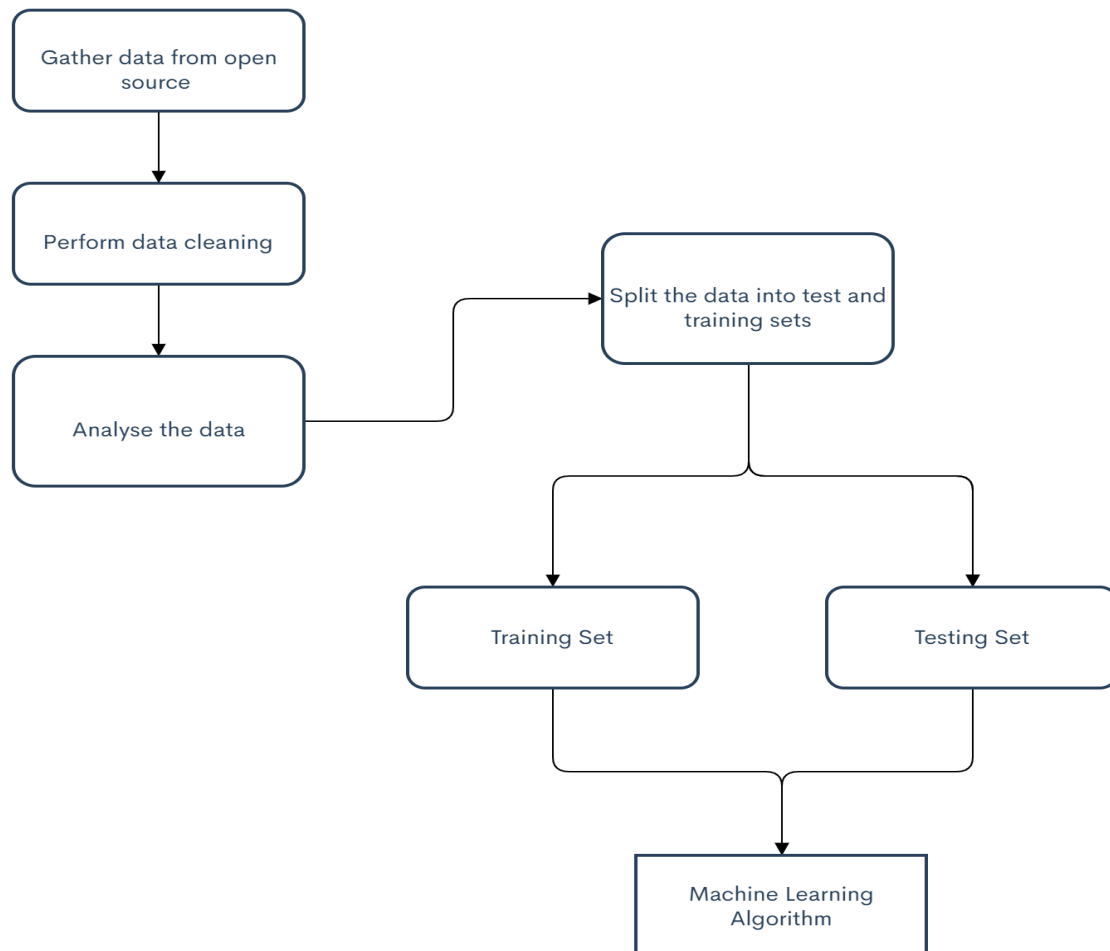 Gather data from open
source
Perform data cleaning
Analyse the data
Split the data into test and
training sets
Training Set
Testing Set
Machine Learning
Algorithm